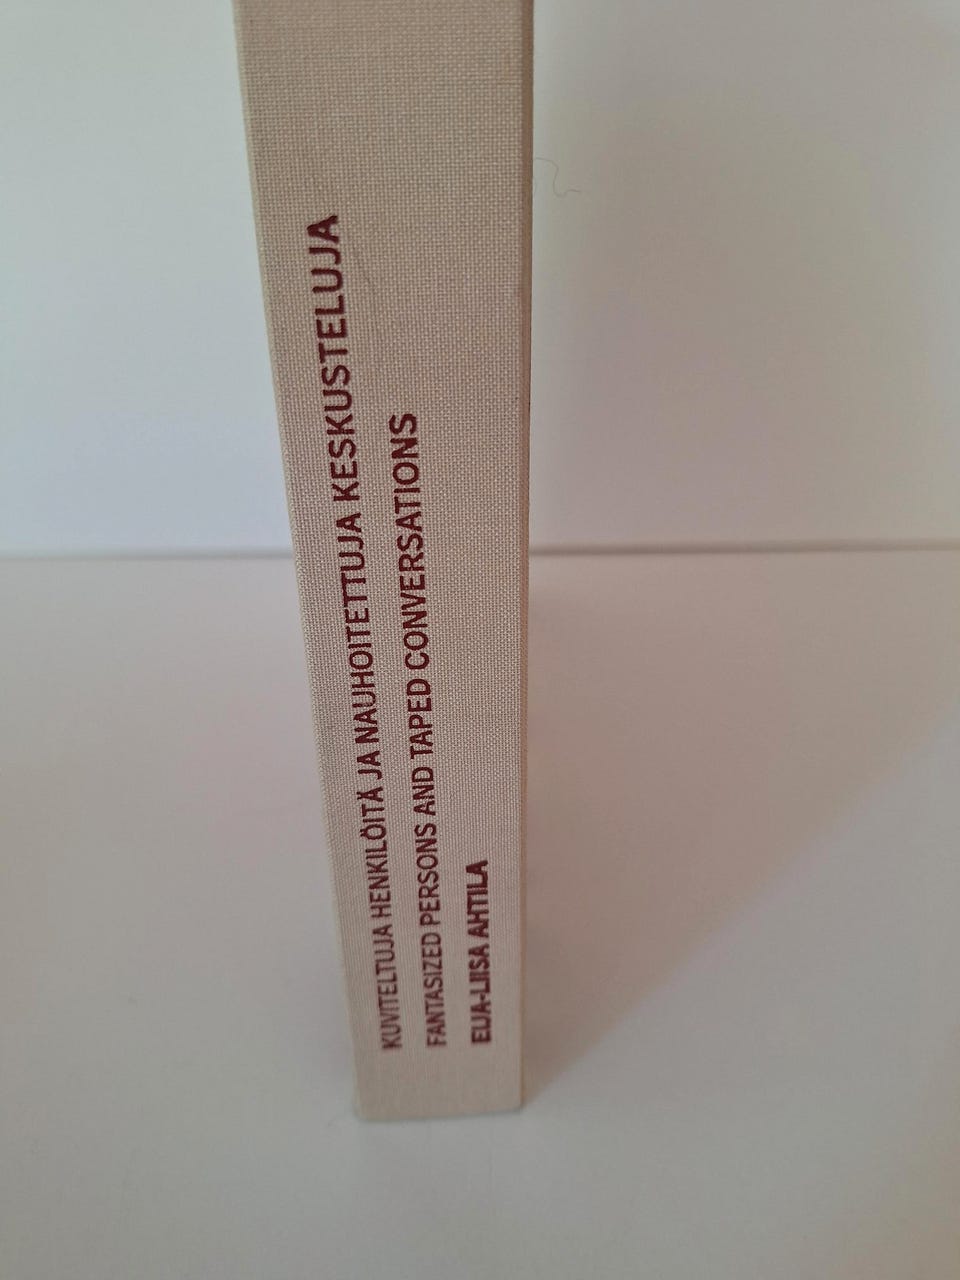 KUVITELTUJA HENKILÖITÄ JA NAUHOITETTUJA KESKUSTELUJA
FANTASIZED PERSONS AND TAPED CONVERSATIONS
EIJA-LIISA AHTILA